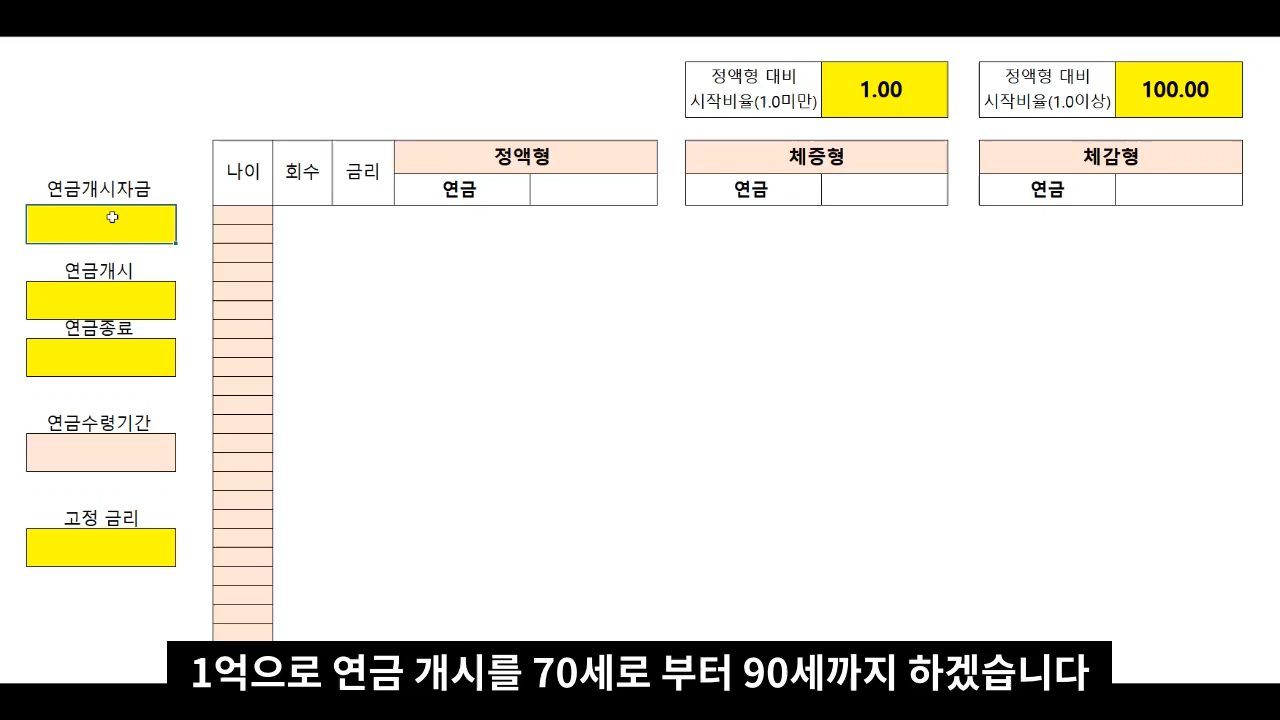 정액형 대비
시작비율(1.0미만)
1.00
정액형 대비
시작비율(1.0이상)
100.00
나이
회수
금리
정액형
연금
체증형
연금
체감형
연금
연금개시자금
연금개시
연금종료
연금수령기간
고정 금리
1억으로 연금 개시를 70세로 부터 90세까지 하겠습니다